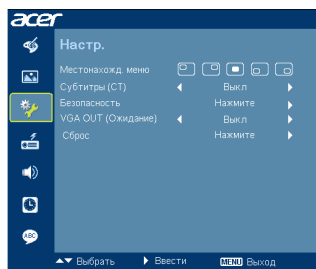 acer
Настр.
Местонахожд. меню
Субтитры (СТ) Выкл
Безопасность Нажмите
VGA OUT (Ожидание) Выкл
Сброс Нажмите
ABC
Выбрать Ввести MENU Выход